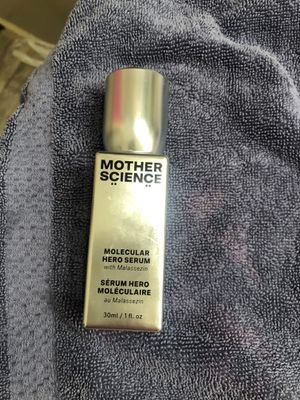 MOTHER
SCIENCE
MOLECULAR
HERO SERUM
with Malassezin
SÉRUM HERO
MOLÉCULAIRE
au Malassezin
30ml / 1 fl. oz